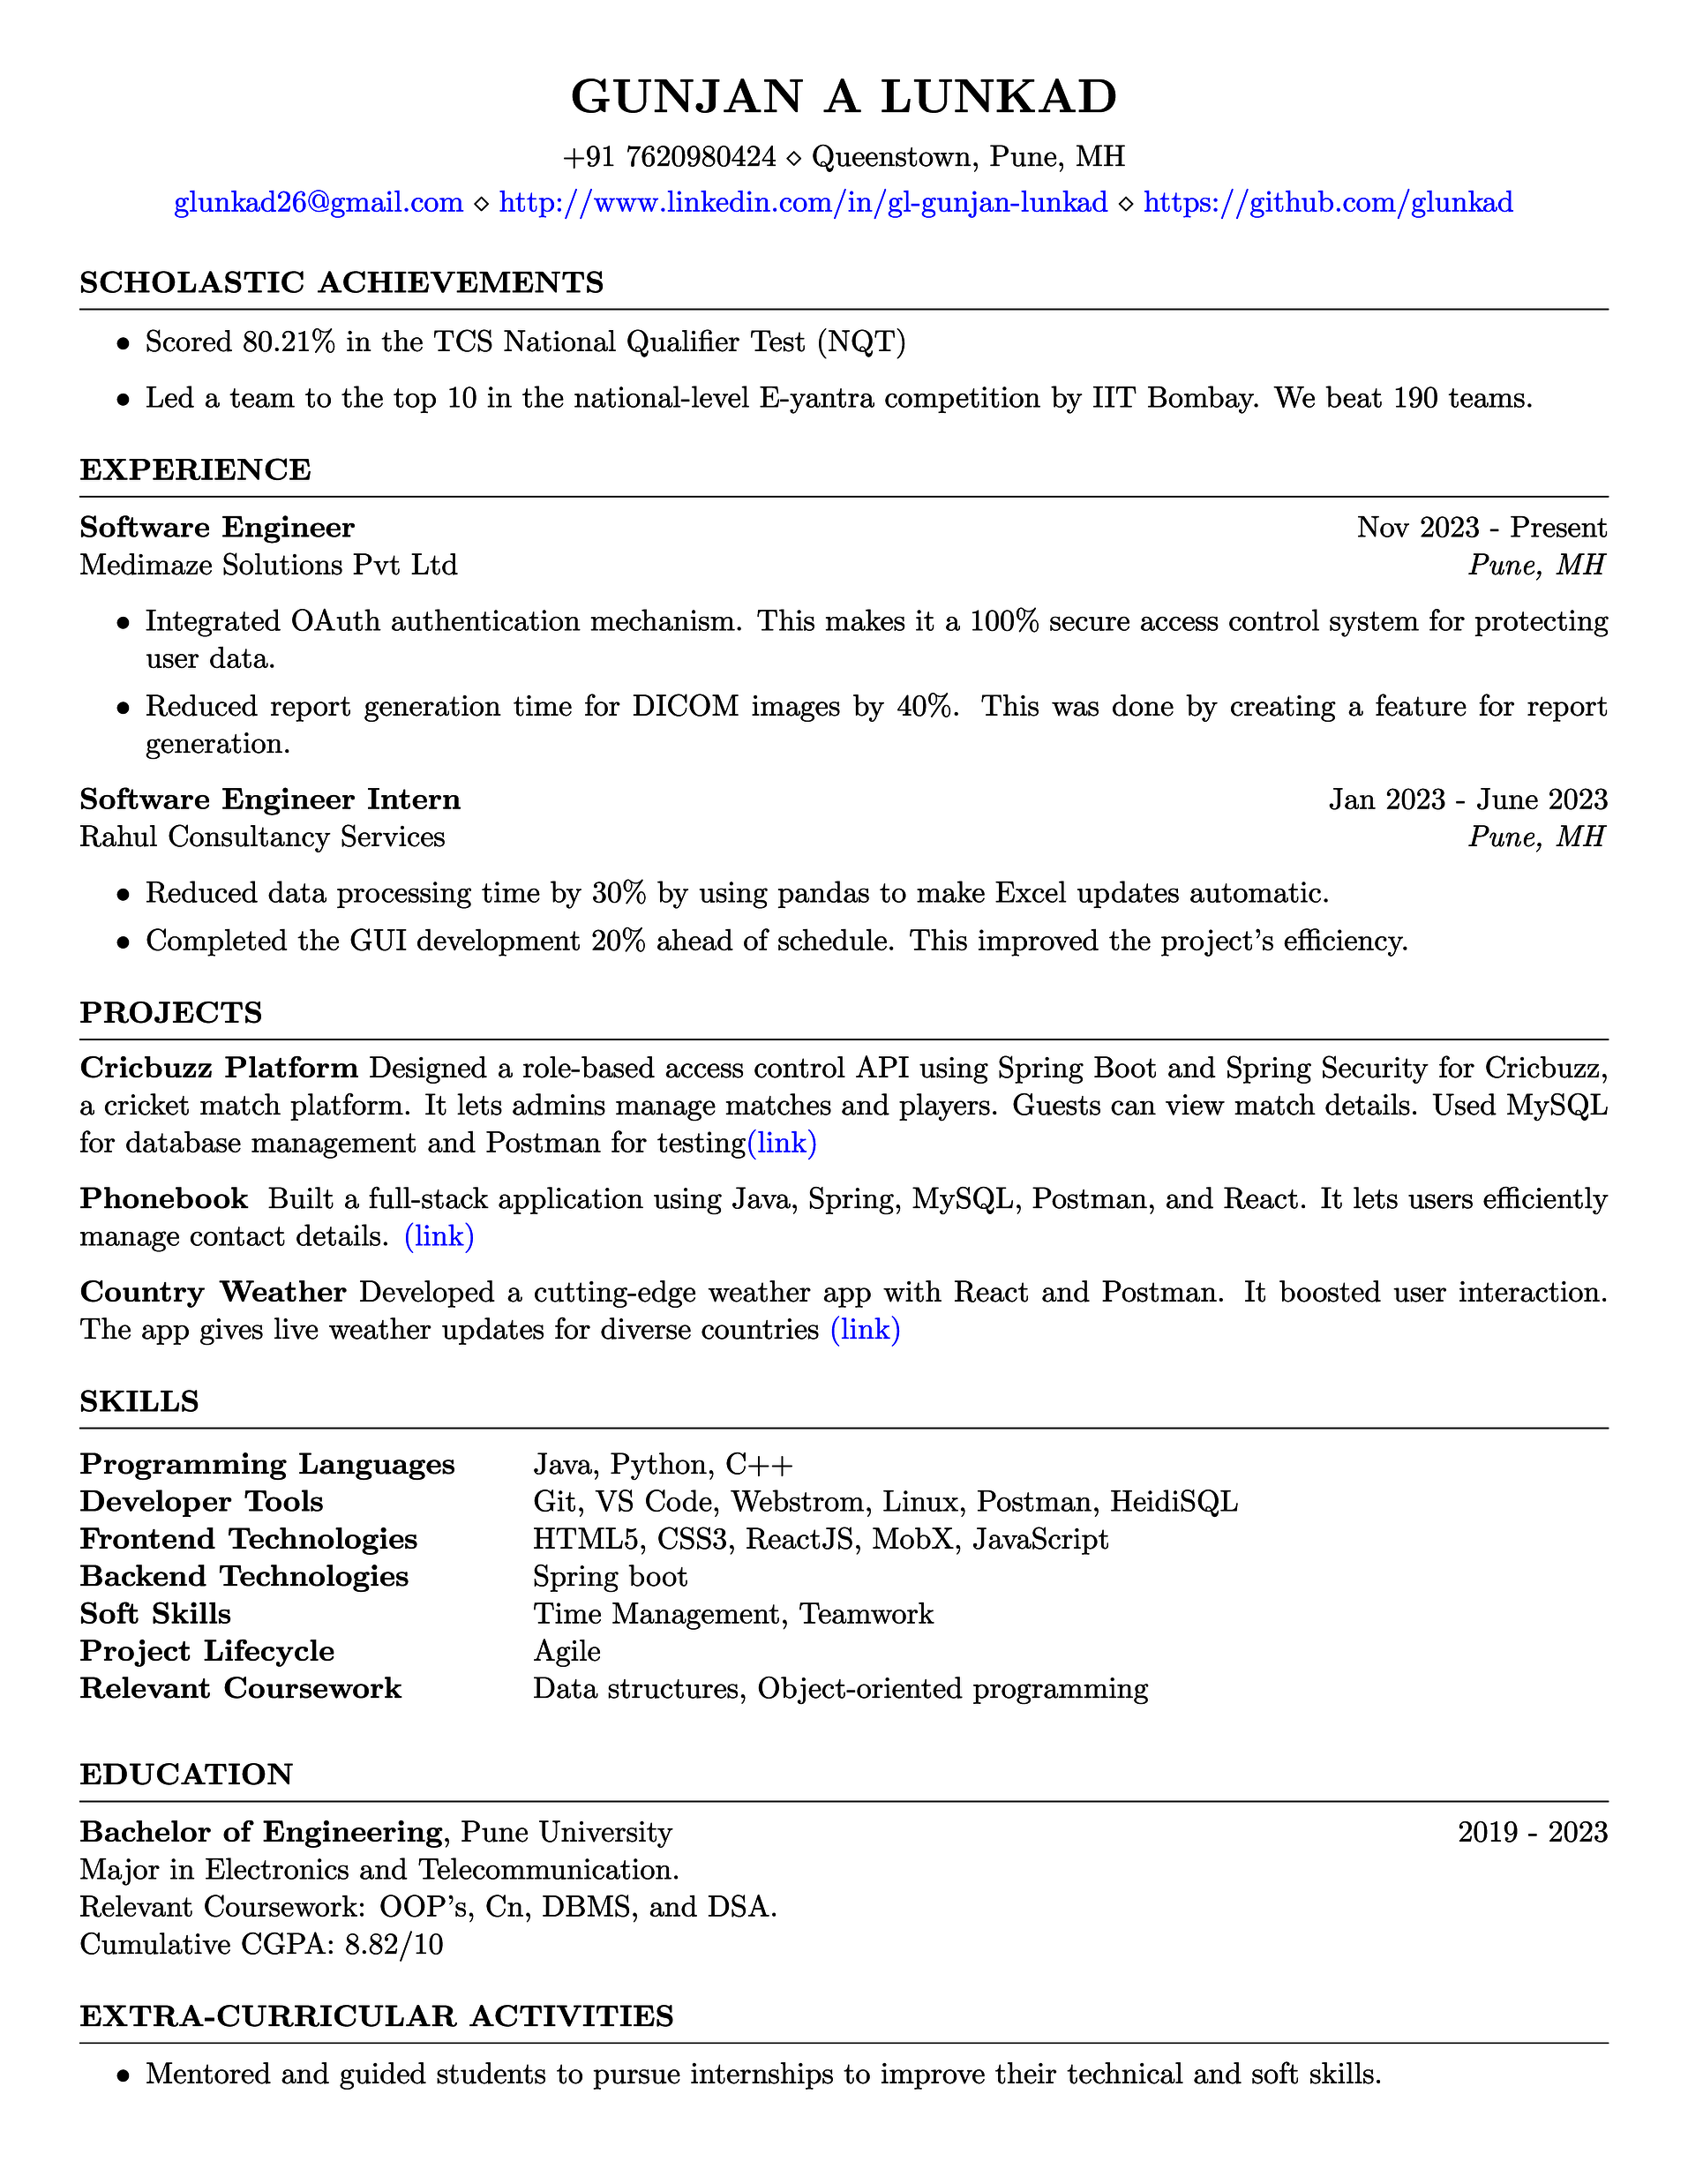 GUNJAN A LUNKAD
+91 7620980424 ⋄ Queenstown, Pune, MH
glunkad26@gmail.com ⋄ http://www.linkedin.com/in/gl-gunjan-lunkad ⋄ https://github.com/glunkad
SCHOLASTIC ACHIEVEMENTS
• Scored 80.21% in the TCS National Qualifier Test (NQT)
• Led a team to the top 10 in the national-level E-yantra competition by IIT Bombay. We beat 190 teams.
EXPERIENCE
Software Engineer Nov 2023 - Present
Medimaze Solutions Pvt Ltd Pune, MH
• Integrated OAuth authentication mechanism. This makes it a 100% secure access control system for protecting
user data.
• Reduced report generation time for DICOM images by 40%. This was done by creating a feature for report
generation.
Software Engineer Intern Jan 2023 - June 2023
Rahul Consultancy Services Pune, MH
• Reduced data processing time by 30% by using pandas to make Excel updates automatic.
• Completed the GUI development 20% ahead of schedule. This improved the project's efficiency.
PROJECTS
Cricbuzz Platform Designed a role-based access control API using Spring Boot and Spring Security for Cricbuzz,
a cricket match platform. It lets admins manage matches and players. Guests can view match details. Used MySQL
for database management and Postman for testing(link)
Phonebook Built a full-stack application using Java, Spring, MySQL, Postman, and React. It lets users efficiently
manage contact details. (link)
Country Weather Developed a cutting-edge weather app with React and Postman. It boosted user interaction.
The app gives live weather updates for diverse countries (link)
SKILLS
Programming Languages Java, Python, C++
Developer Tools Git, VS Code, Webstrom, Linux, Postman, HeidiSQL
Frontend Technologies HTML5, CSS3, ReactJS, MobX, JavaScript
Backend Technologies Spring boot
Soft Skills Time Management, Teamwork
Project Lifecycle Agile
Relevant Coursework Data structures, Object-oriented programming
EDUCATION
Bachelor of Engineering, Pune University 2019 - 2023
Major in Electronics and Telecommunication.
Relevant Coursework: OOP's, Cn, DBMS, and DSA.
Cumulative CGPA: 8.82/10
EXTRA-CURRICULAR ACTIVITIES
• Mentored and guided students to pursue internships to improve their technical and soft skills.